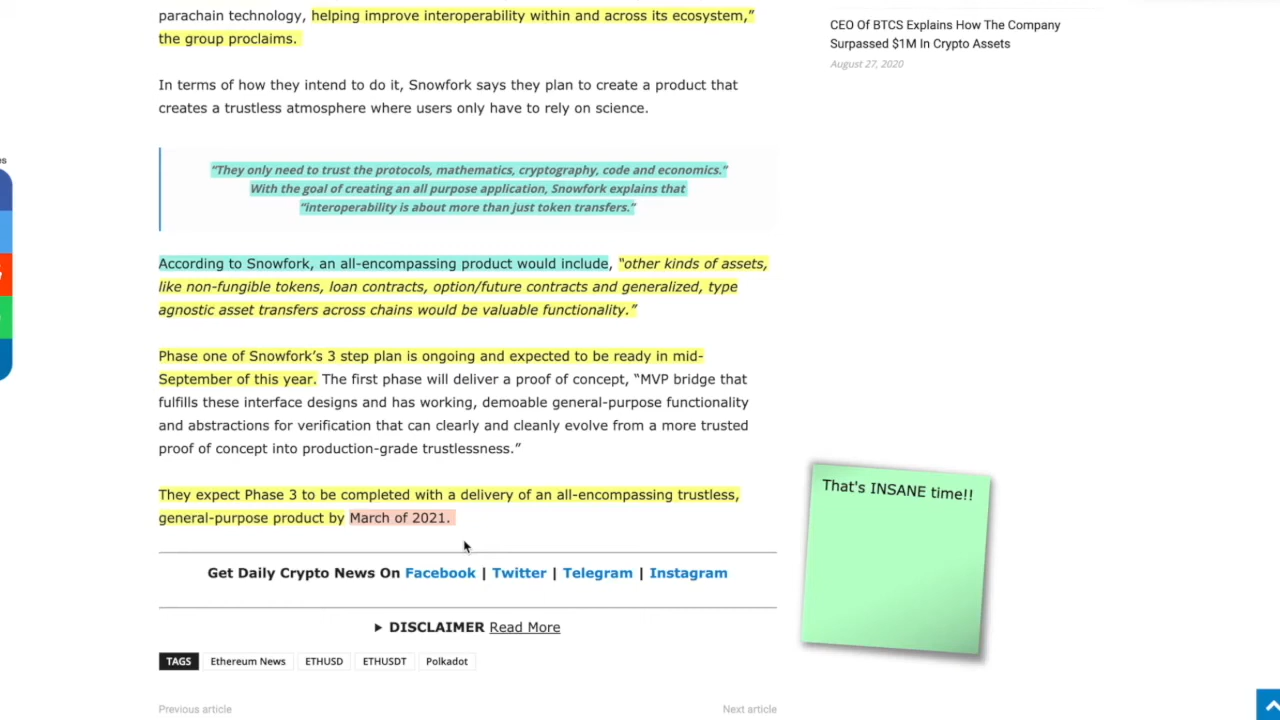 parachain technology, helping improve interoperability within and across its ecosystem,”
the group proclaims.
In terms of how they intend to do it, Snowfork says they plan to create a product that
creates a trustless atmosphere where users only have to rely on science.
“They only need to trust the protocols, mathematics, cryptography, code and economics.”
With the goal of creating an all purpose application, Snowfork explains that
“interoperability is about more than just token transfers.”
According to Snowfork, an all-encompassing product would include, “other kinds of assets,
like non-fungible tokens, loan contracts, option/future contracts and generalized, type
agnostic asset transfers across chains would be valuable functionality.”
Phase one of Snowfork’s 3 step plan is ongoing and expected to be ready in mid-
September of this year. The first phase will deliver a proof of concept, “MVP bridge that
fulfills these interface designs and has working, demoable general-purpose functionality
and abstractions for verification that can clearly and cleanly evolve from a more trusted
proof of concept into production-grade trustlessness.”
They expect Phase 3 to be completed with a delivery of an all-encompassing trustless,
general-purpose product by March of 2021.
Get Daily Crypto News On Facebook | Twitter | Telegram | Instagram
▶ DISCLAIMER Read More
TAGS Ethereum News ETHUSD ETHUSDT Polkadot
Previous article Next article
CEO Of BTCS Explains How The Company
Surpassed $1M In Crypto Assets
August 27, 2020
That's INSANE time!!